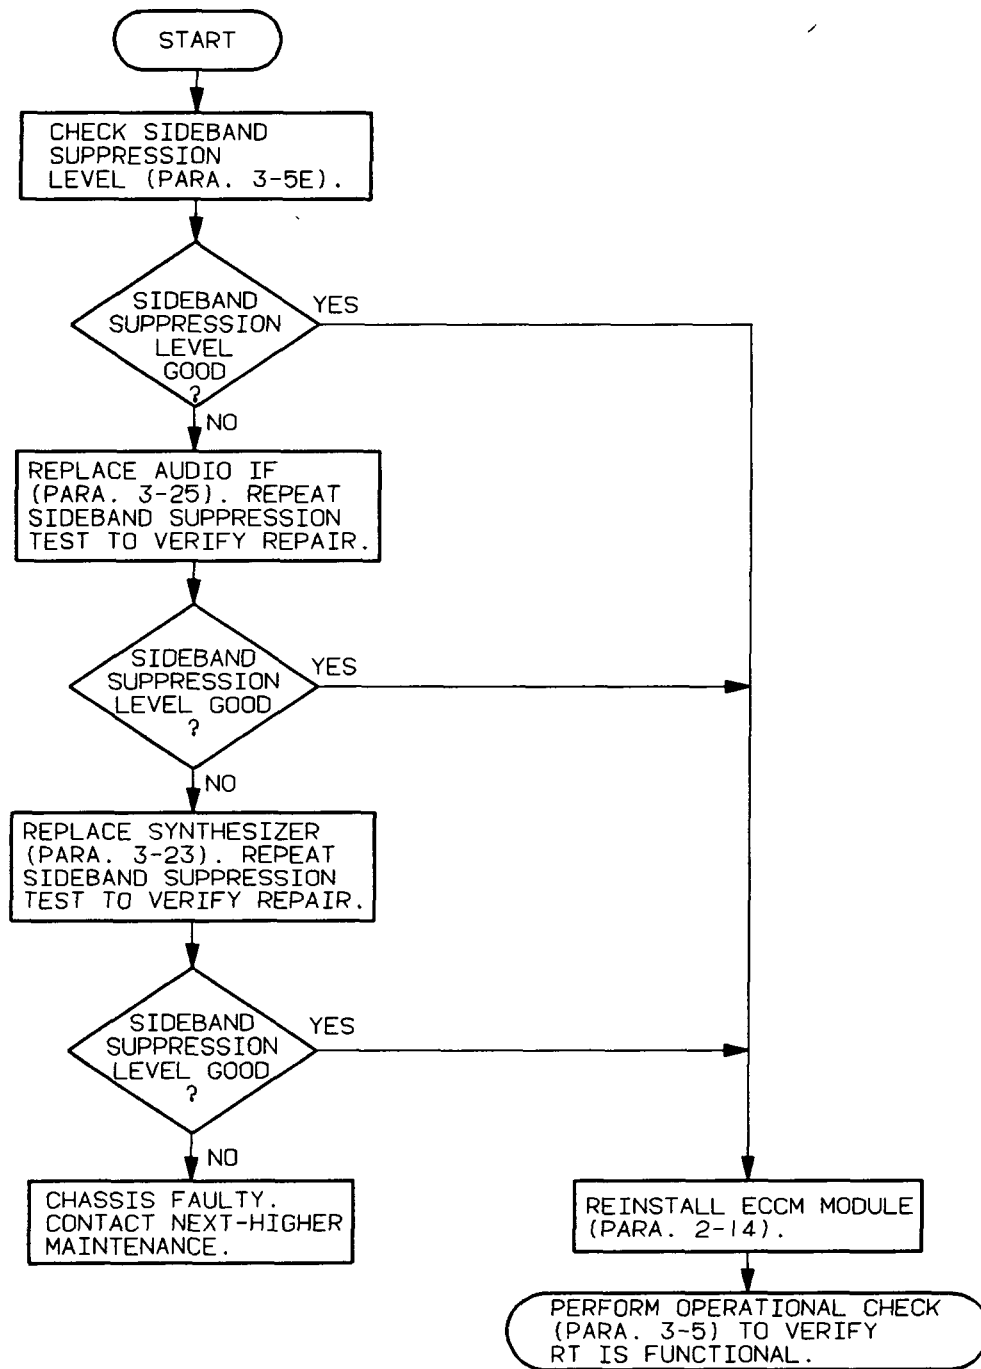 START
CHECK SIDEBAND
SUPPRESSION
LEVEL (PARA. 3-5E).
SIDEBAND
SUPPRESSION
LEVEL
GOOD
?
YES
NO
REPLACE AUDIO IF
(PARA. 3-25). REPEAT
SIDEBAND SUPPRESSION
TEST TO VERIFY REPAIR.
SIDEBAND
SUPPRESSION
LEVEL GOOD
?
YES
NO
REPLACE SYNTHESIZER
(PARA. 3-23). REPEAT
SIDEBAND SUPPRESSION
TEST TO VERIFY REPAIR.
SIDEBAND
SUPPRESSION
LEVEL GOOD
?
YES
NO
CHASSIS FAULTY.
CONTACT NEXT-HIGHER
MAINTENANCE.
REINSTALL ECCM MODULE
(PARA. 2-14).
PERFORM OPERATIONAL CHECK
(PARA. 3-5) TO VERIFY
RT IS FUNCTIONAL.